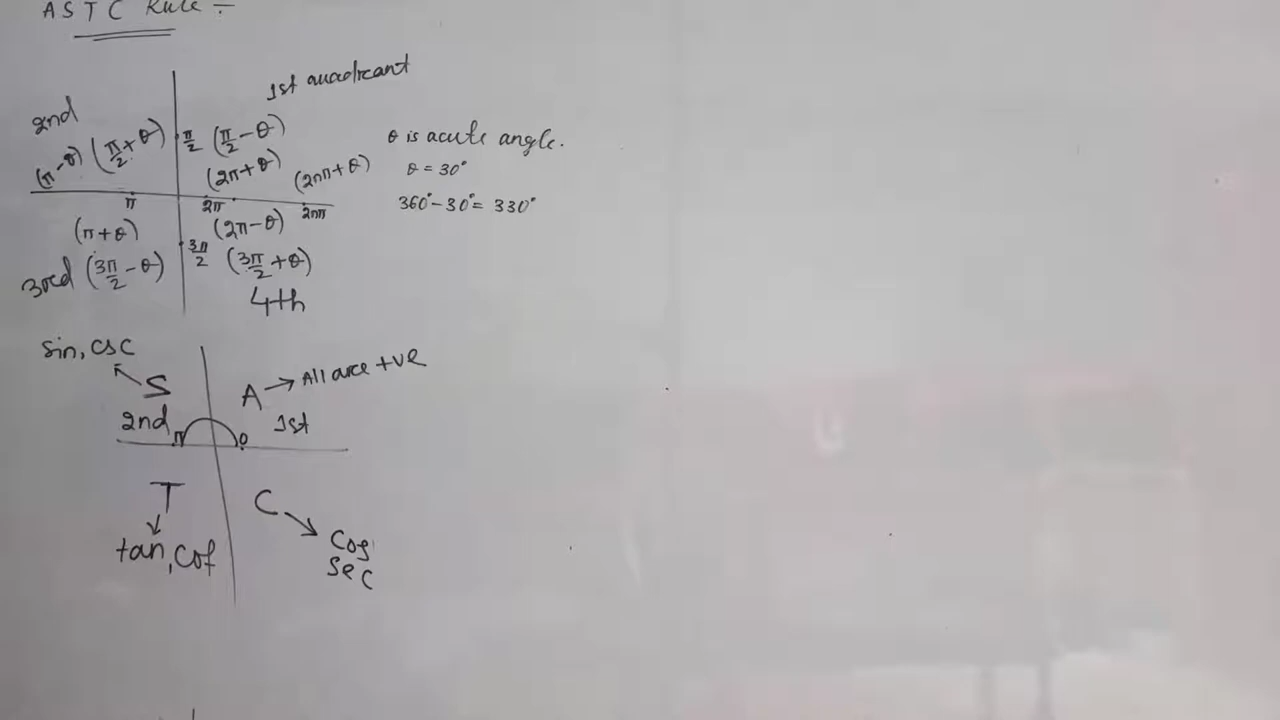 ASTC Rule :-
1st quadrant
2nd
(π-θ) (π/2+θ) π/2 (π/2-θ)
(2π+θ) (2nπ+θ)
θ is acute angle.
θ = 30°
360°-30°= 330°
π 2π 2nπ
(π+θ) (2π-θ)
3rd (3π/2-θ) 3π/2 (3π/2+θ)
4th
sin, csc
S A → All are +ve
2nd 1st
π 0
T C
tan, cot cos
sec